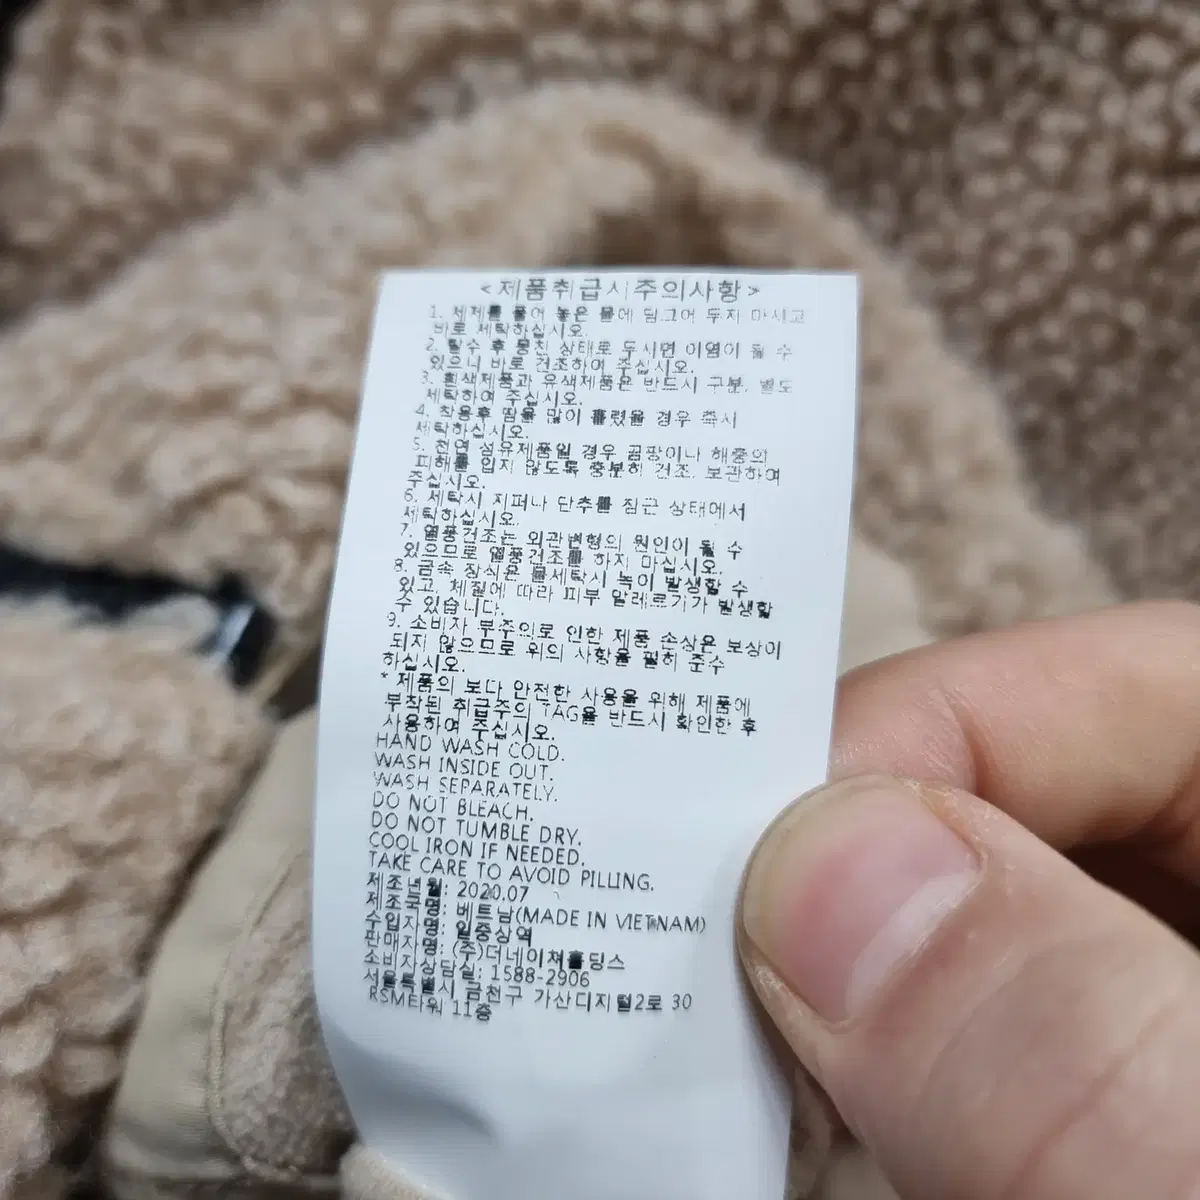 <제품취급시주의사항>
1. 세제를 풀어 놓은 물에 담그어 두지 마시고
바로 세탁하십시오.
2. 탈수 후 뭉친 상태로 두시면 이염이 될 수
있으니 바로 건조하여 주십시오.
3. 흰색제품과 유색제품은 반드시 구분, 별도
세탁하여 주십시오.
4. 착용후 땀을 많이 흘렸을 경우 즉시
세탁하십시오.
5. 천연 섬유제품일 경우 곰팡이나 해충의
피해를 입지 않도록 충분히 건조, 보관하여
주십시오.
6. 세탁시 지퍼나 단추를 잠근 상태에서
세탁하십시오.
7. 열풍건조는 외관변형의 원인이 될 수
있으므로 열풍건조를 하지 마십시오.
8. 금속 장식은 물세탁시 녹이 발생할 수
있고, 체질에 따라 피부 알레르기가 발생할
수 있습니다.
9. 소비자 부주의로 인한 제품 손상은 보상이
되지 않으므로 위의 사항을 필히 준수
하십시오.
* 제품의 보다 안전한 사용을 위해 제품에
부착된 취급주의 TAG을 반드시 확인한 후
사용하여 주십시오.
HAND WASH COLD.
WASH INSIDE OUT.
WASH SEPARATELY.
DO NOT BLEACH.
DO NOT TUMBLE DRY.
COOL IRON IF NEEDED.
TAKE CARE TO AVOID PILLING.
제조년월: 2020.07
제조국명: 베트남(MADE IN VIETNAM)
수입자명: 일중상역
판매자명: (주)더네이쳐홀딩스
소비자상담실: 1588-2906
서울특별시 금천구 가산디지털2로 30
RSM타워 11층